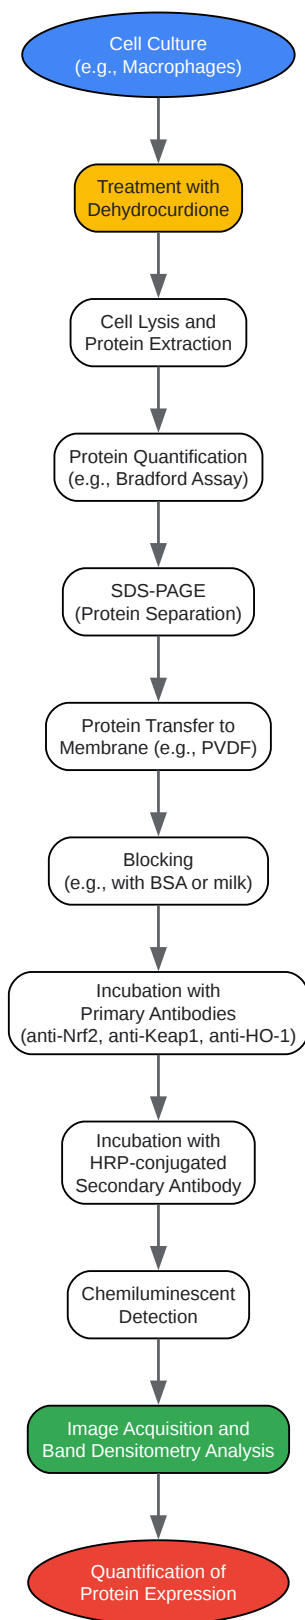 Cell Culture
(e.g., Macrophages)
Treatment with
Dehydrocurdione
Cell Lysis and
Protein Extraction
Protein Quantification
(e.g., Bradford Assay)
SDS-PAGE
(Protein Separation)
Protein Transfer to
Membrane (e.g., PVDF)
Blocking
(e.g., with BSA or milk)
Incubation with
Primary Antibodies
(anti-Nrf2, anti-Keap1, anti-HO-1)
Incubation with
HRP-conjugated
Secondary Antibody
Chemiluminescent
Detection
Image Acquisition and
Band Densitometry Analysis
Quantification of
Protein Expression